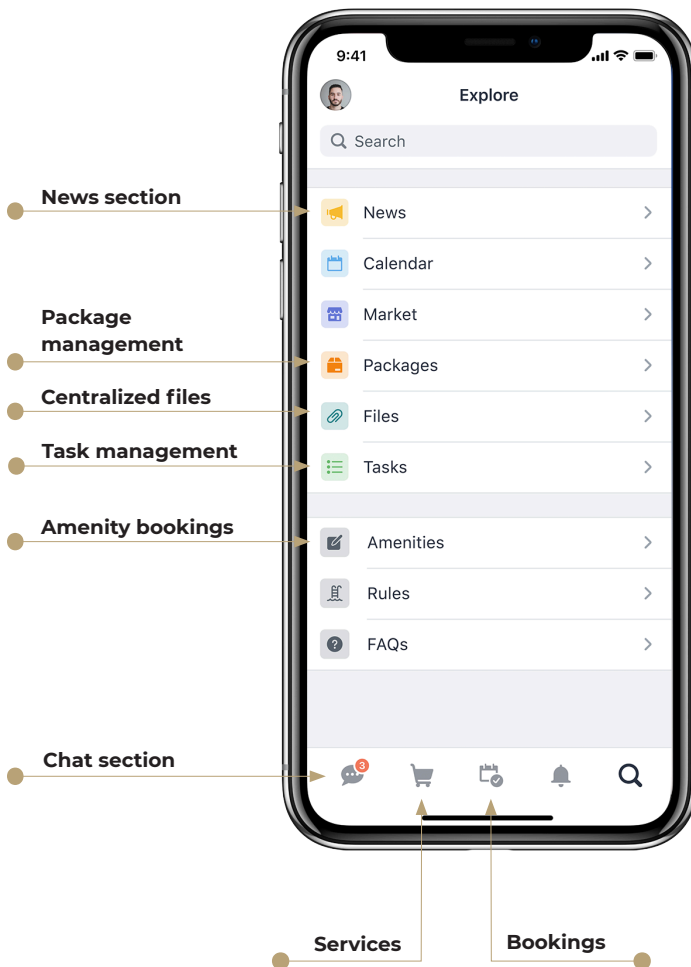 9:41
Explore
Search
News section
News
Calendar
Market
Package
management
Packages
Centralized files
Files
Task management
Tasks
Amenity bookings
Amenities
Rules
FAQs
Chat section
3
Services
Bookings